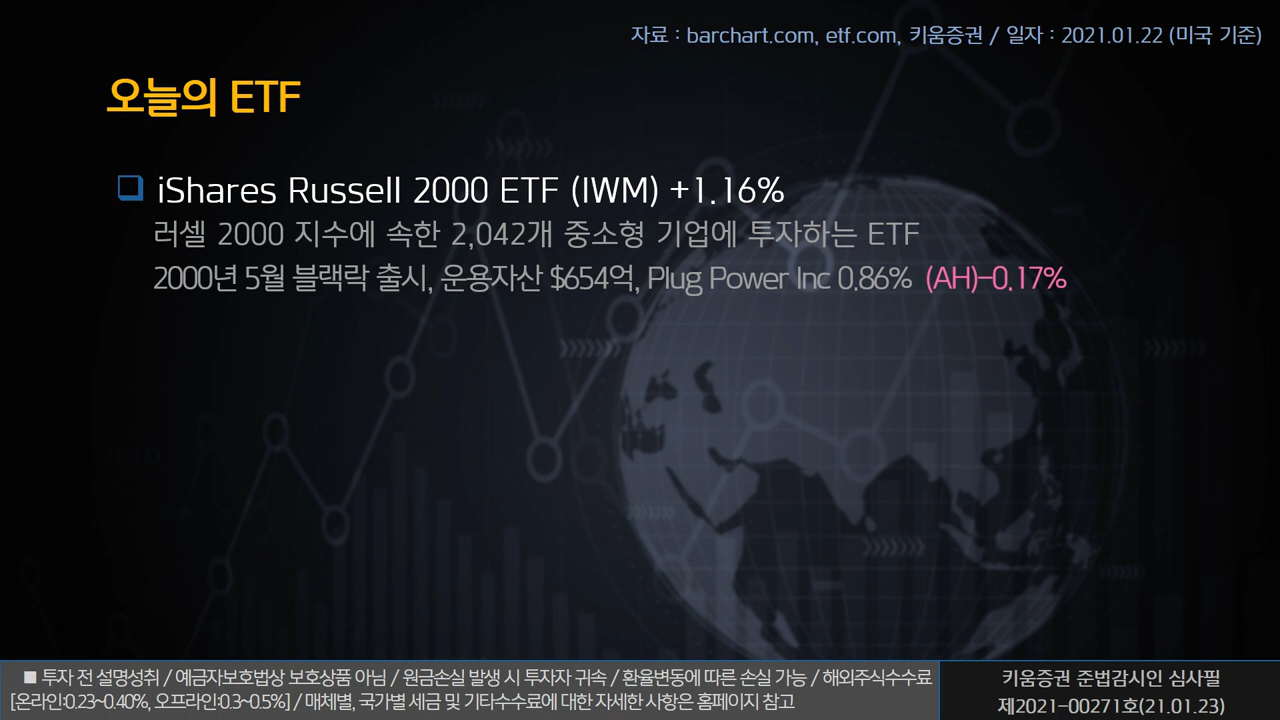 자료 : barchart.com, etf.com, 키움증권 / 일자 : 2021.01.22 (미국 기준)
오늘의 ETF
❑ iShares Russell 2000 ETF (IWM) +1.16%
러셀 2000 지수에 속한 2,042개 중소형 기업에 투자하는 ETF
2000년 5월 블랙락 출시, 운용자산 $654억, Plug Power Inc 0.86% (AH)-0.17%
■ 투자 전 설명성취 / 예금자보호법상 보호상품 아님 / 원금손실 발생 시 투자자 귀속 / 환율변동에 따른 손실 가능 / 해외주식수수료
[온라인:0.23~0.40%, 오프라인:0.3~0.5%] / 매체별, 국가별 세금 및 기타수수료에 대한 자세한 사항은 홈페이지 참고
키움증권 준법감시인 심사필
제2021-00271호(21.01.23)